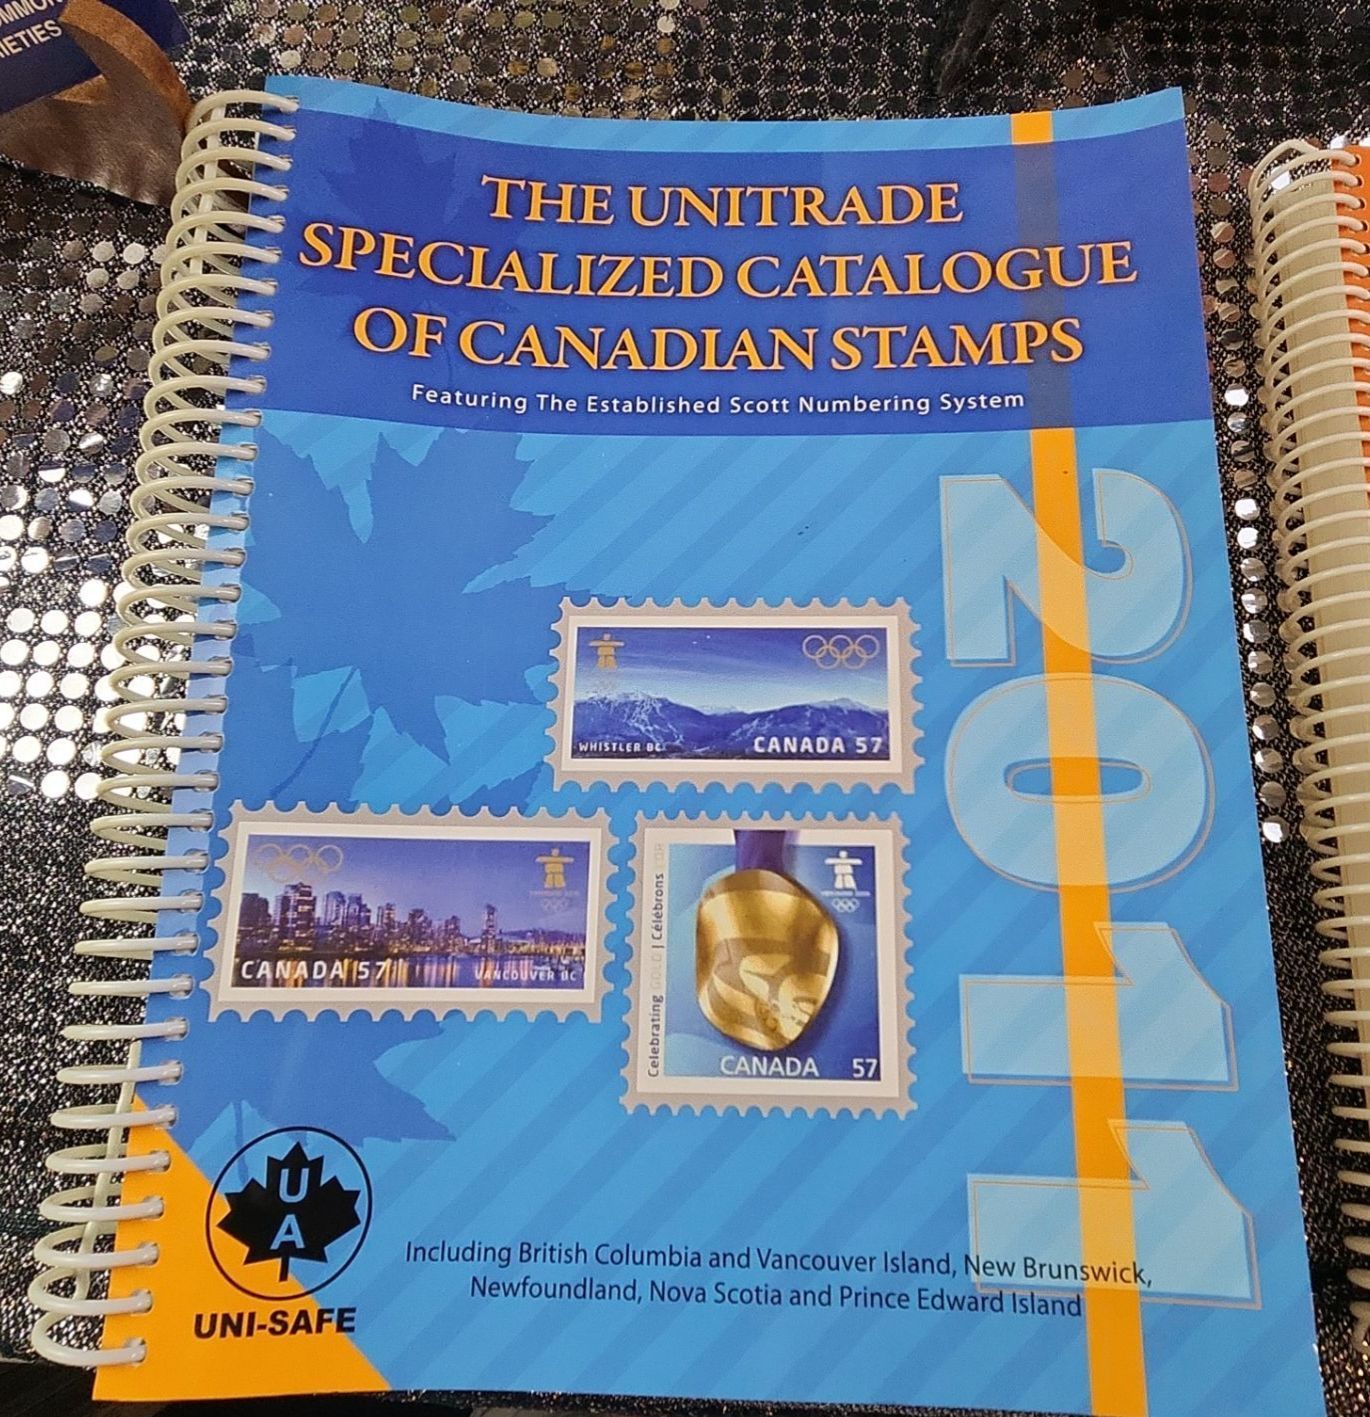 THE UNITRADE
SPECIALIZED CATALOGUE
OF CANADIAN STAMPS
Featuring The Established Scott Numbering System
2011
WHISTLER BC
CANADA 57
CANADA 57
VANCOUVER BC
Celebrating GOLD | Célébrons l'OR
CANADA 57
U
A
UNI-SAFE
Including British Columbia and Vancouver Island, New Brunswick,
Newfoundland, Nova Scotia and Prince Edward Island